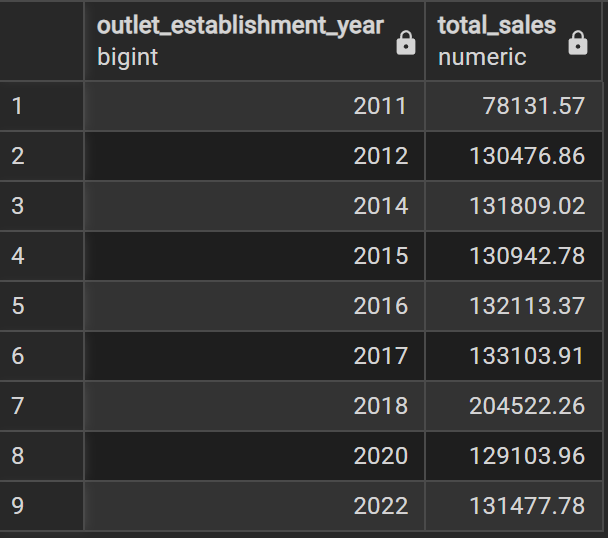 outlet_establishment_year total_sales
bigint numeric
1 2011 78131.57
2 2012 130476.86
3 2014 131809.02
4 2015 130942.78
5 2016 132113.37
6 2017 133103.91
7 2018 204522.26
8 2020 129103.96
9 2022 131477.78